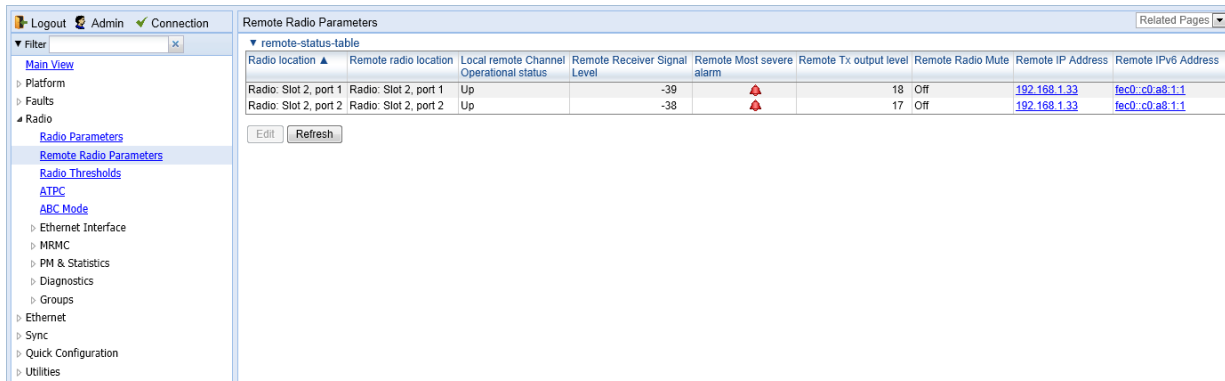 Logout Admin Connection
Filter
Main View
Platform
Faults
Radio
Radio Parameters
Remote Radio Parameters
Radio Thresholds
ATPC
ABC Mode
Ethernet Interface
MRMC
PM & Statistics
Diagnostics
Groups
Ethernet
Sync
Quick Configuration
Utilities
Remote Radio Parameters Related Pages
remote-status-table
Radio location ▲ Remote radio location Local remote Channel Remote Receiver Signal Remote Most severe Remote Tx output level Remote Radio Mute Remote IP Address Remote IPv6 Address
Operational status Level alarm
Radio: Slot 2, port 1 Radio: Slot 2, port 1 Up -39 18 Off 192.168.1.33 fec0::c0:a8:1:1
Radio: Slot 2, port 2 Radio: Slot 2, port 2 Up -38 17 Off 192.168.1.33 fec0::c0:a8:1:1
Edit Refresh